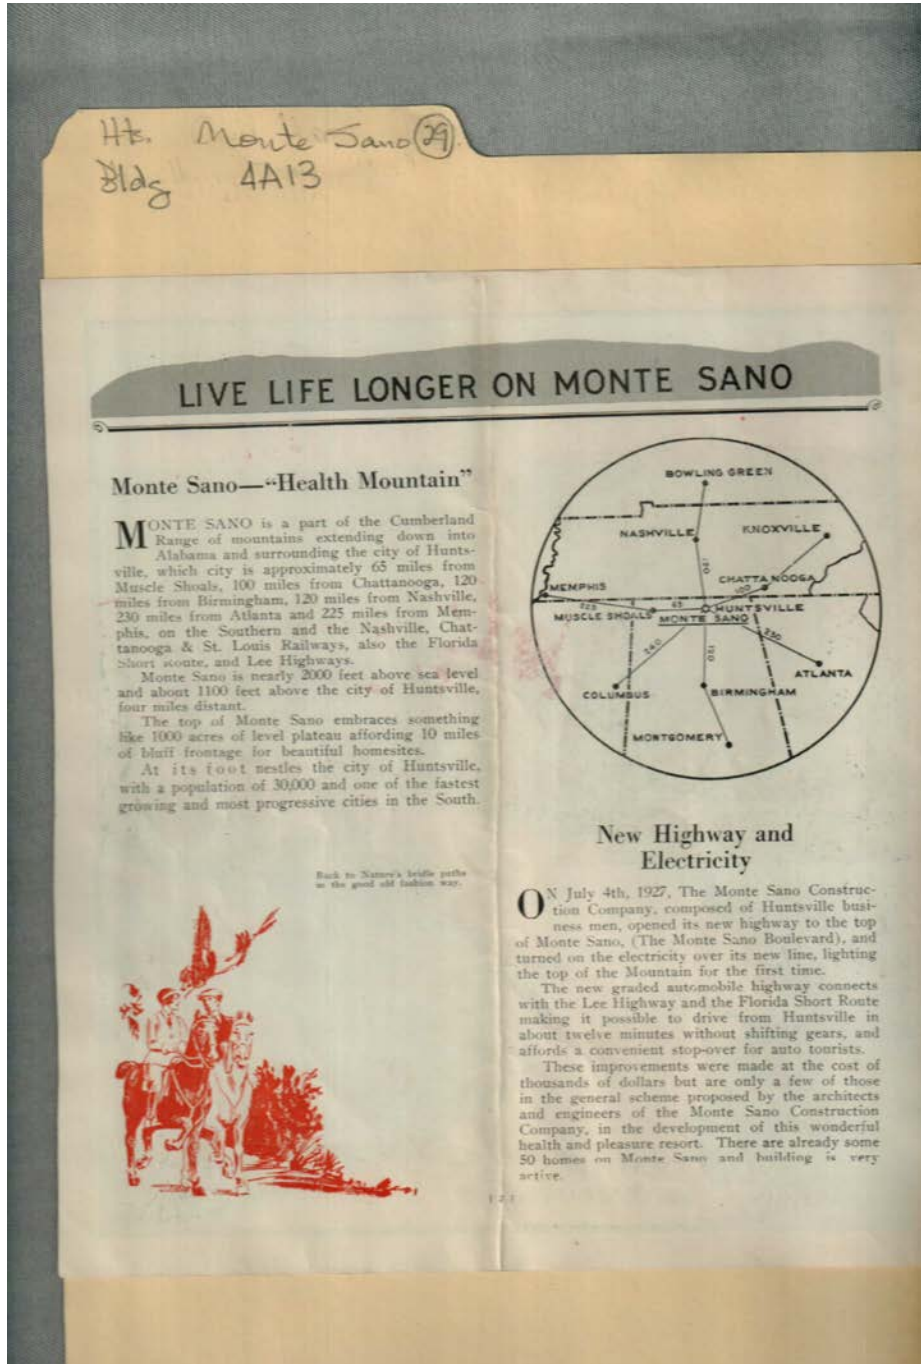 Hts. Monte Sano 29
Bldg 4A13
LIVE LIFE LONGER ON MONTE SANO
Monte Sano—“Health Mountain”
MONTE SANO is a part of the Cumberland
Range of mountains extending down into
Alabama and surrounding the city of Hunts-
ville, which city is approximately 65 miles from
Muscle Shoals, 100 miles from Chattanooga, 120
miles from Birmingham, 120 miles from Nashville,
230 miles from Atlanta and 225 miles from Mem-
phis, on the Southern and the Nashville, Chat-
tanooga & St. Louis Railways, also the Florida
Short Route, and Lee Highways.
Monte Sano is nearly 2000 feet above sea level
and about 1100 feet above the city of Huntsville,
four miles distant.
The top of Monte Sano embraces something
like 1000 acres of level plateau affording 10 miles
of bluff frontage for beautiful homesites.
At its foot nestles the city of Huntsville,
with a population of 30,000 and one of the fastest
growing and most progressive cities in the South.
Back to Nature's bridle paths
in the good old fashion way.
BOWLING GREEN
NASHVILLE
KNOXVILLE
120
CHATTANOOGA
100
MEMPHIS
225
65
HUNTSVILLE
MUSCLE SHOALS
MONTE SANO
240
120
230
ATLANTA
COLUMBUS
BIRMINGHAM
MONTGOMERY
New Highway and
Electricity
ON July 4th, 1927, The Monte Sano Construc-
tion Company, composed of Huntsville busi-
ness men, opened its new highway to the top
of Monte Sano, (The Monte Sano Boulevard), and
turned on the electricity over its new line, lighting
the top of the Mountain for the first time.
The new graded automobile highway connects
with the Lee Highway and the Florida Short Route
making it possible to drive from Huntsville in
about twelve minutes without shifting gears, and
affords a convenient stop-over for auto tourists.
These improvements were made at the cost of
thousands of dollars but are only a few of those
in the general scheme proposed by the architects
and engineers of the Monte Sano Construction
Company, in the development of this wonderful
health and pleasure resort. There are already some
50 homes on Monte Sano and building is very
active.
[ 2 ]